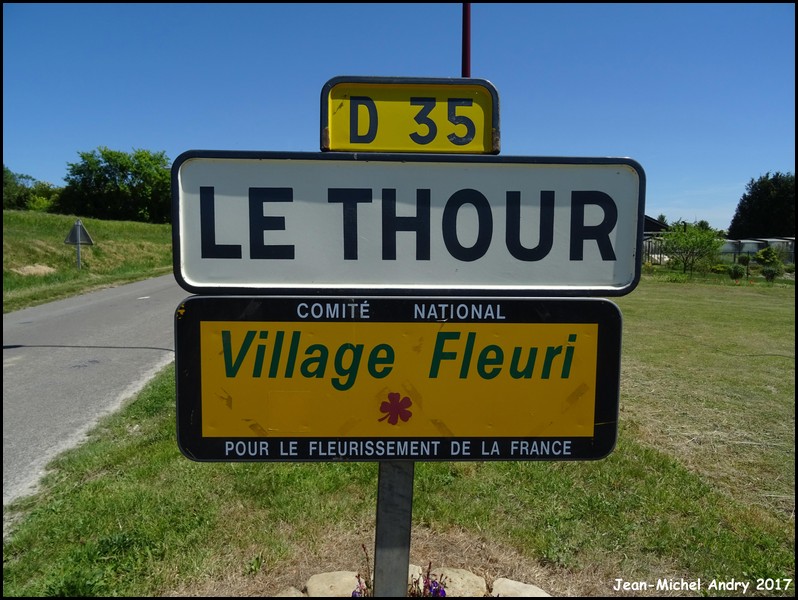 D 35
LE THOUR
COMITÉ NATIONAL
Village Fleuri
POUR LE FLEURISSEMENT DE LA FRANCE
Jean-Michel Andry 2017